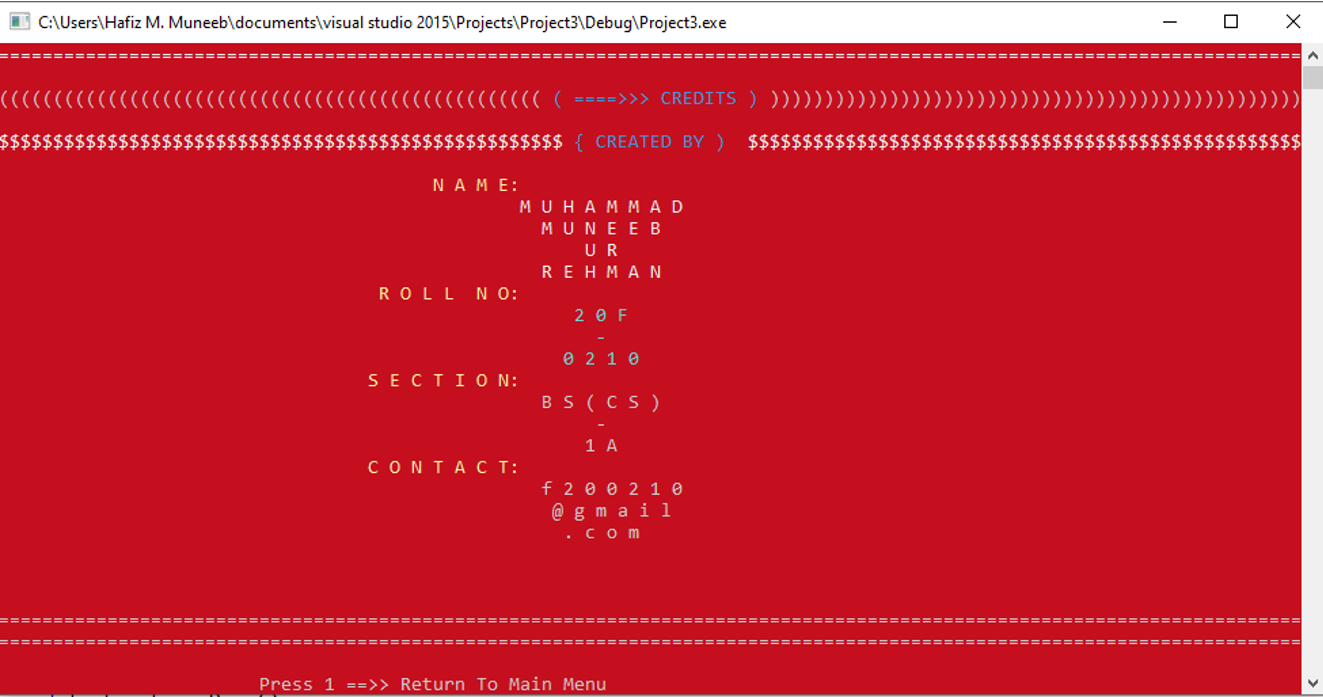 C:\Users\Hafiz M. Muneeb\documents\visual studio 2015\Projects\Project3\Debug\Project3.exe
========================================================================================================================
(((((((((((((((((((((((((((((((((((((((((((((((((( ( ====>>> CREDITS ) )))))))))))))))))))))))))))))))))))))))))))))))))
$$$$$$$$$$$$$$$$$$$$$$$$$$$$$$$$$$$$$$$$$$$$$$$$$$$$ { CREATED BY )  $$$$$$$$$$$$$$$$$$$$$$$$$$$$$$$$$$$$$$$$$$$$$$$$$$$
N A M E:
M U H A M M A D
M U N E E B
U R
R E H M A N
R O L L  N O:
2 0 F
-
0 2 1 0
S E C T I O N:
B S ( C S )
-
1 A
C O N T A C T:
f 2 0 0 2 1 0
@ g m a i l
. c o m
========================================================================================================================
========================================================================================================================
Press 1 ==>> Return To Main Menu